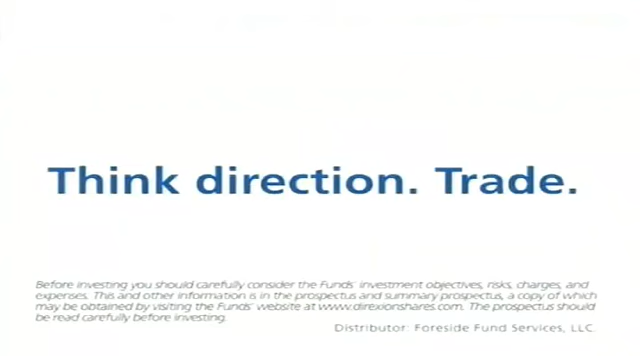 Think direction. Trade.
Before investing you should carefully consider the Funds' investment objectives, risks, charges, and
expenses. This and other information is in the prospectus and summary prospectus, a copy of which
may be obtained by visiting the Funds' website at www.direxionshares.com. The prospectus should
be read carefully before investing.
Distributor: Foreside Fund Services, LLC.